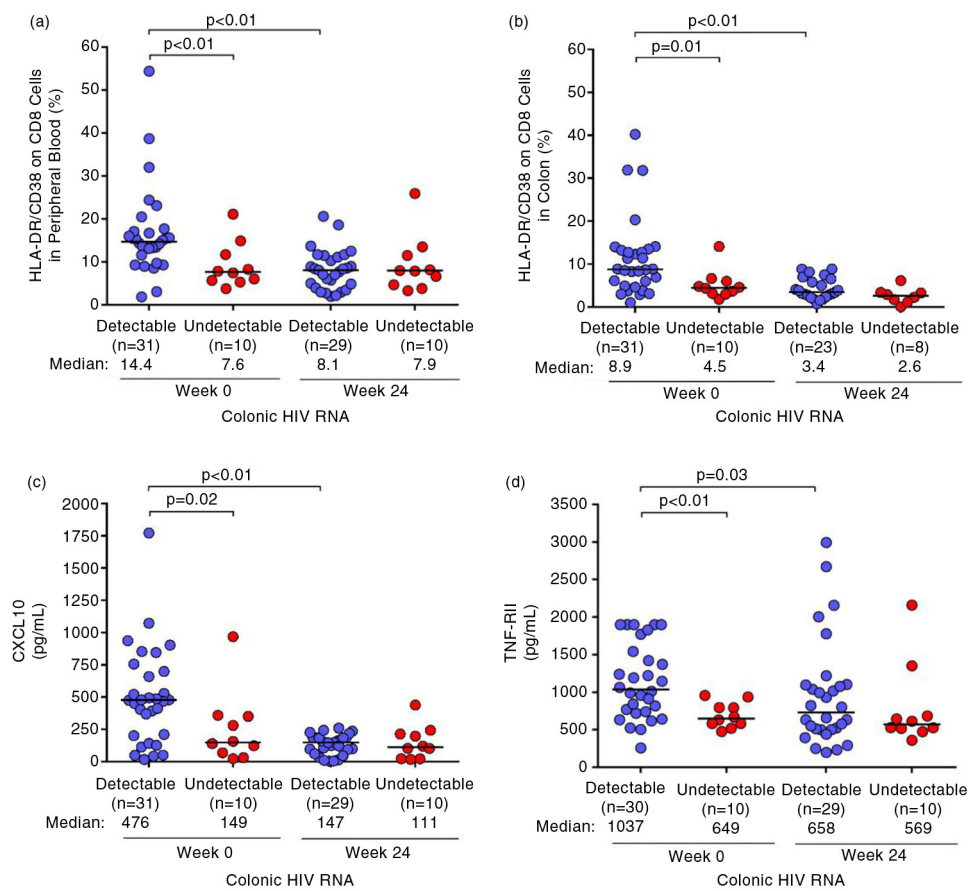 (a)
p<0.01
p<0.01
HLA-DR/CD38 on CD8 Cells
in Peripheral Blood (%)
60
50
40
30
20
10
0
Detectable Undetectable Detectable Undetectable
(n=31) (n=10) (n=29) (n=10)
Median: 14.4 7.6 8.1 7.9
Week 0 Week 24
Colonic HIV RNA
(b)
p<0.01
p=0.01
HLA-DR/CD38 on CD8 Cells
in Colon (%)
60
50
40
30
20
10
0
Detectable Undetectable Detectable Undetectable
(n=31) (n=10) (n=23) (n=8)
Median: 8.9 4.5 3.4 2.6
Week 0 Week 24
Colonic HIV RNA
(c)
p<0.01
p=0.02
CXCL10
(pg/mL)
2000
1750
1500
1250
1000
750
500
250
0
Detectable Undetectable Detectable Undetectable
(n=31) (n=10) (n=29) (n=10)
Median: 476 149 147 111
Week 0 Week 24
Colonic HIV RNA
(d)
p=0.03
p<0.01
TNF-RII
(pg/mL)
3500
3000
2500
2000
1500
1000
500
0
Detectable Undetectable Detectable Undetectable
(n=30) (n=10) (n=29) (n=10)
Median: 1037 649 658 569
Week 0 Week 24
Colonic HIV RNA